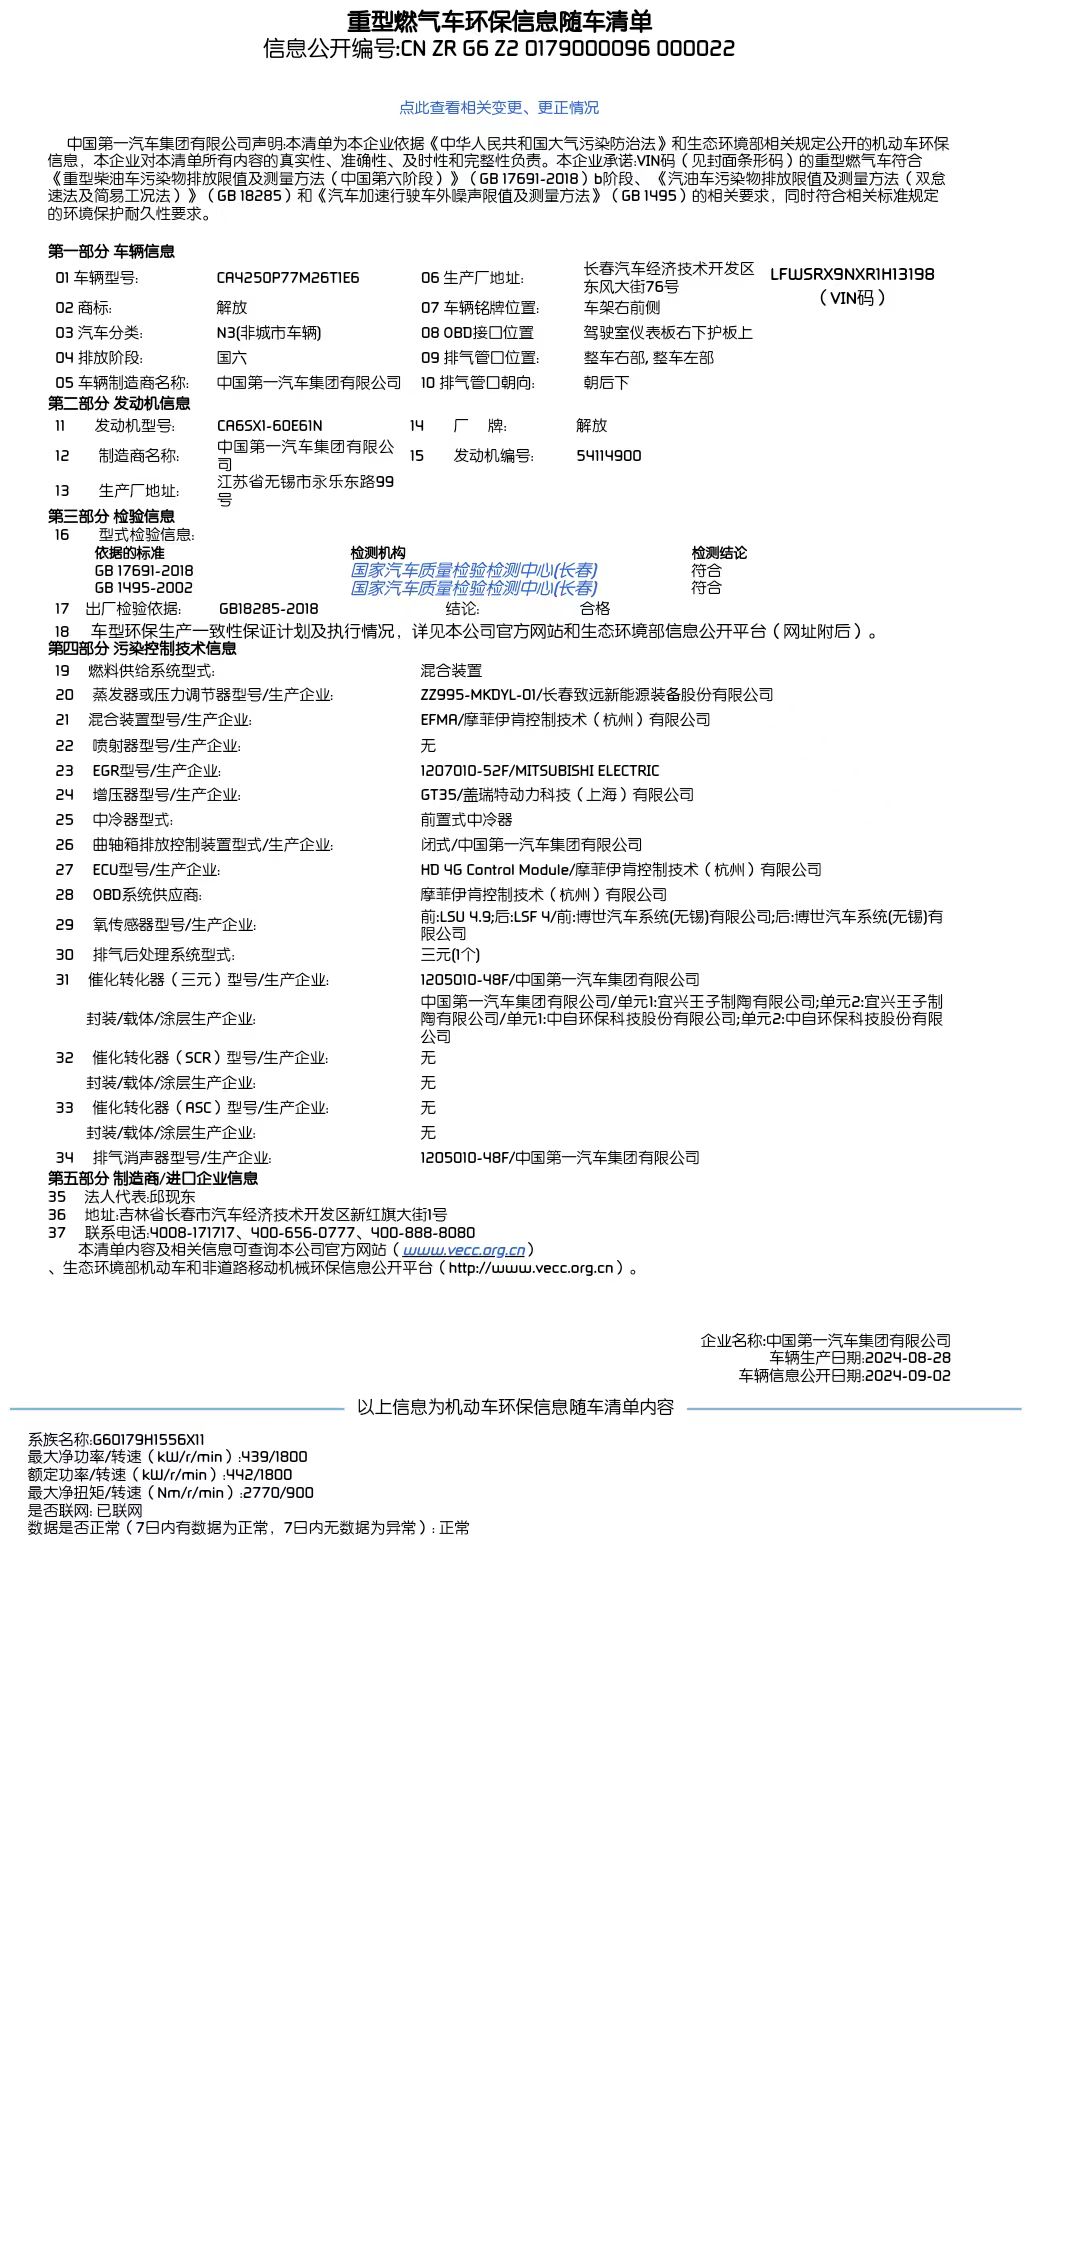 重型燃气车环保信息随车清单
信息公开编号:CN ZR G6 Z2 0179000096 000022
点此查看相关变更、更正情况
中国第一汽车集团有限公司声明:本清单为本企业依据《中华人民共和国大气污染防治法》和生态环境部相关规定公开的机动车环保
信息，本企业对本清单所有内容的真实性、准确性、及时性和完整性负责。本企业承诺:VIN码（见封面条形码）的重型燃气车符合
《重型柴油车污染物排放限值及测量方法（中国第六阶段）》（GB 17691-2018）b阶段、《汽油车污染物排放限值及测量方法（双怠
速法及简易工况法）》（GB 18285）和《汽车加速行驶车外噪声限值及测量方法》（GB 1495）的相关要求，同时符合相关标准规定
的环境保护耐久性要求。
第一部分 车辆信息
01 车辆型号: CA4250P77M26T1E6 06 生产厂地址: 长春汽车经济技术开发区
东风大街76号
LFWSRX9NXR1H13198
（VIN码）
02 商标: 解放 07 车辆铭牌位置: 车架右前侧
03 汽车分类: N3(非城市车辆) 08 OBD接口位置 驾驶室仪表板右下护板上
04 排放阶段: 国六 09 排气管口位置: 整车右部, 整车左部
05 车辆制造商名称: 中国第一汽车集团有限公司 10 排气管口朝向: 朝后下
第二部分 发动机信息
11 发动机型号: CA6SX1-60E61N 14 厂 牌: 解放
12 制造商名称: 中国第一汽车集团有限公
司
15 发动机编号: 54114900
13 生产厂地址: 江苏省无锡市永乐东路99
号
第三部分 检验信息
16 型式检验信息:
依据的标准 检测机构 检测结论
GB 17691-2018 国家汽车质量检验检测中心(长春) 符合
GB 1495-2002 国家汽车质量检验检测中心(长春) 符合
17 出厂检验依据: GB18285-2018 结论: 合格
18 车型环保生产一致性保证计划及执行情况，详见本公司官方网站和生态环境部信息公开平台（网址附后）。
第四部分 污染控制技术信息
19 燃料供给系统型式: 混合装置
20 蒸发器或压力调节器型号/生产企业: ZZ995-MKDYL-01/长春致远新能源装备股份有限公司
21 混合装置型号/生产企业: EFMA/摩菲伊肯控制技术（杭州）有限公司
22 喷射器型号/生产企业: 无
23 EGR型号/生产企业: 1207010-52F/MITSUBISHI ELECTRIC
24 增压器型号/生产企业: GT35/盖瑞特动力科技（上海）有限公司
25 中冷器型式: 前置式中冷器
26 曲轴箱排放控制装置型式/生产企业: 闭式/中国第一汽车集团有限公司
27 ECU型号/生产企业: HD 4G Control Module/摩菲伊肯控制技术（杭州）有限公司
28 OBD系统供应商: 摩菲伊肯控制技术（杭州）有限公司
29 氧传感器型号/生产企业: 前:LSU 4.9;后:LSF 4/前:博世汽车系统(无锡)有限公司;后:博世汽车系统(无锡)有
限公司
30 排气后处理系统型式: 三元(1个)
31 催化转化器（三元）型号/生产企业: 1205010-48F/中国第一汽车集团有限公司
封装/载体/涂层生产企业: 中国第一汽车集团有限公司/单元1:宜兴王子制陶有限公司;单元2:宜兴王子制
陶有限公司/单元1:中自环保科技股份有限公司;单元2:中自环保科技股份有限
公司
32 催化转化器（SCR）型号/生产企业: 无
封装/载体/涂层生产企业: 无
33 催化转化器（ASC）型号/生产企业: 无
封装/载体/涂层生产企业: 无
34 排气消声器型号/生产企业: 1205010-48F/中国第一汽车集团有限公司
第五部分 制造商/进口企业信息
35 法人代表:邱现东
36 地址:吉林省长春市汽车经济技术开发区新红旗大街1号
37 联系电话:4008-171717、400-656-0777、400-888-8080
本清单内容及相关信息可查询本公司官方网站（www.vecc.org.cn）
、生态环境部机动车和非道路移动机械环保信息公开平台（http://www.vecc.org.cn）。
企业名称:中国第一汽车集团有限公司
车辆生产日期:2024-08-28
车辆信息公开日期:2024-09-02
以上信息为机动车环保信息随车清单内容
系族名称:G60179H1556X11
最大净功率/转速（kW/r/min）:439/1800
额定功率/转速（kW/r/min）:442/1800
最大净扭矩/转速（Nm/r/min）:2770/900
是否联网: 已联网
数据是否正常（7日内有数据为正常，7日内无数据为异常）: 正常